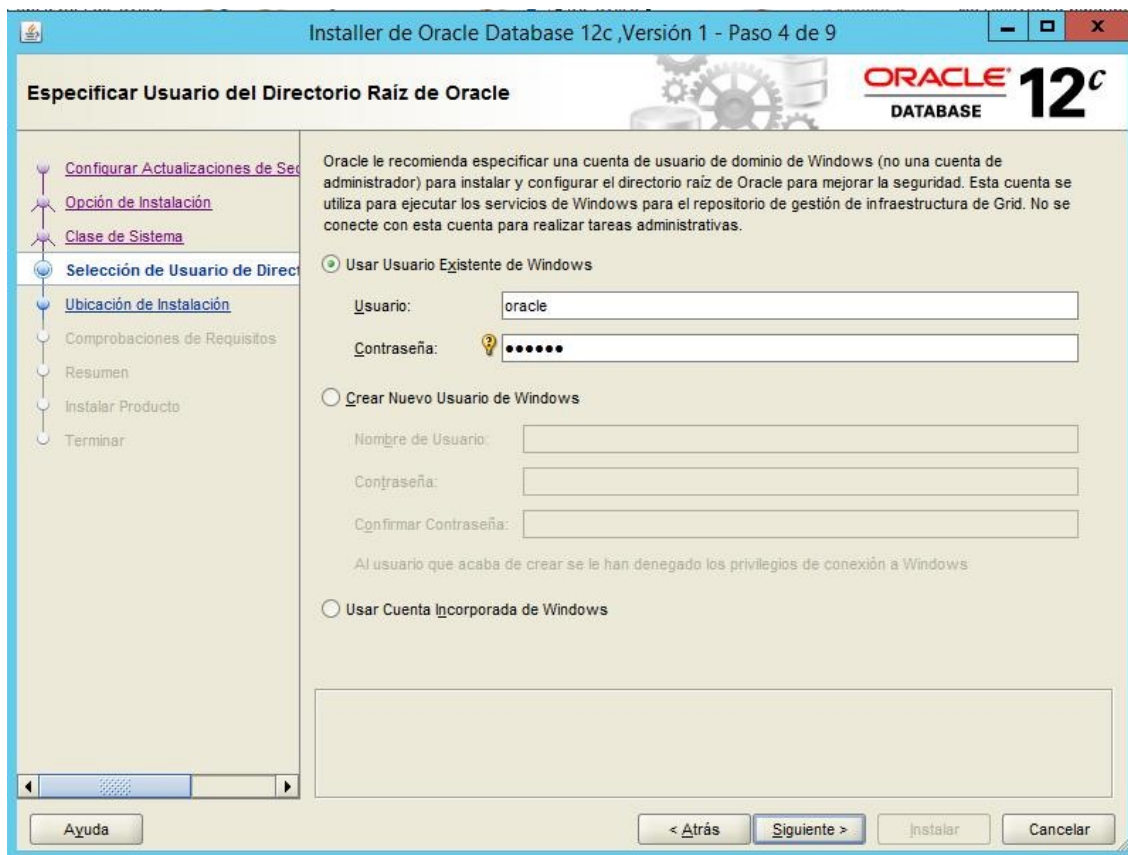 Installer de Oracle Database 12c ,Versión 1 - Paso 4 de 9
Especificar Usuario del Directorio Raíz de Oracle
ORACLE
DATABASE
12c
Configurar Actualizaciones de Sec
Opción de Instalación
Clase de Sistema
Selección de Usuario de Direct
Ubicación de Instalación
Comprobaciones de Requisitos
Resumen
Instalar Producto
Terminar
Oracle le recomienda especificar una cuenta de usuario de dominio de Windows (no una cuenta de
administrador) para instalar y configurar el directorio raíz de Oracle para mejorar la seguridad. Esta cuenta se
utiliza para ejecutar los servicios de Windows para el repositorio de gestión de infraestructura de Grid. No se
conecte con esta cuenta para realizar tareas administrativas.
Usar Usuario Existente de Windows
Usuario: oracle
Contraseña: ••••••
Crear Nuevo Usuario de Windows
Nombre de Usuario:
Contraseña:
Confirmar Contraseña:
Al usuario que acaba de crear se le han denegado los privilegios de conexión a Windows
Usar Cuenta Incorporada de Windows
Ayuda < Atrás Siguiente > Instalar Cancelar